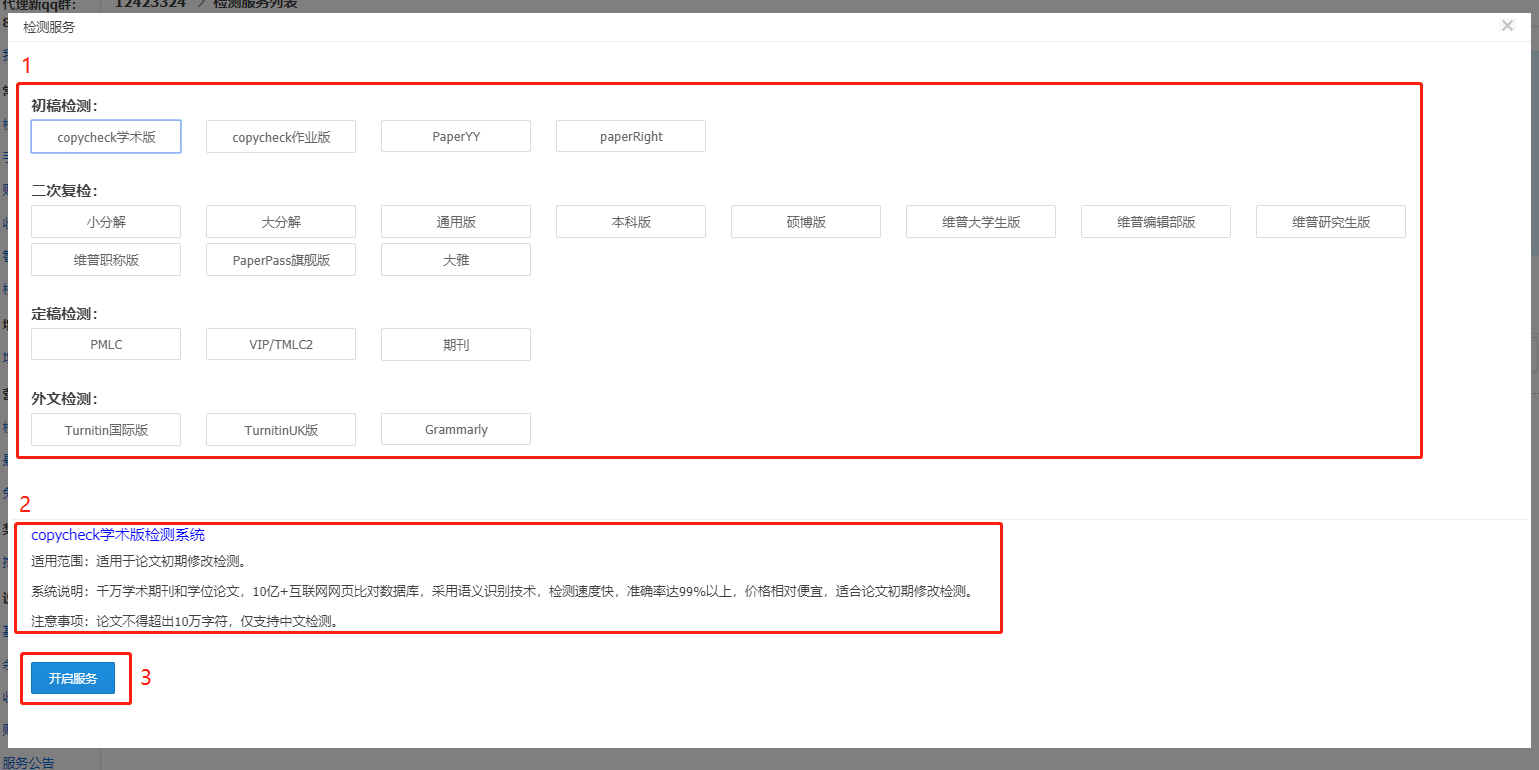 代理新qq群:
12423324 > 检测服务列表
检测服务
1
初稿检测：
copycheck学术版 copycheck作业版 PaperYY paperRight
二次复检：
小分解 大分解 通用版 本科版 硕博版 维普大学生版 维普编辑部版 维普研究生版
维普职称版 PaperPass旗舰版 大雅
定稿检测：
PMLC VIP/TMLC2 期刊
外文检测：
Turnitin国际版 TurnitinUK版 Grammarly
2
copycheck学术版检测系统
适用范围：适用于论文初期修改检测。
系统说明：千万学术期刊和学位论文，10亿+互联网网页比对数据库，采用语义识别技术，检测速度快，准确率达99%以上，价格相对便宜，适合论文初期修改检测。
注意事项：论文不得超出10万字符，仅支持中文检测。
开启服务 3
服务公告